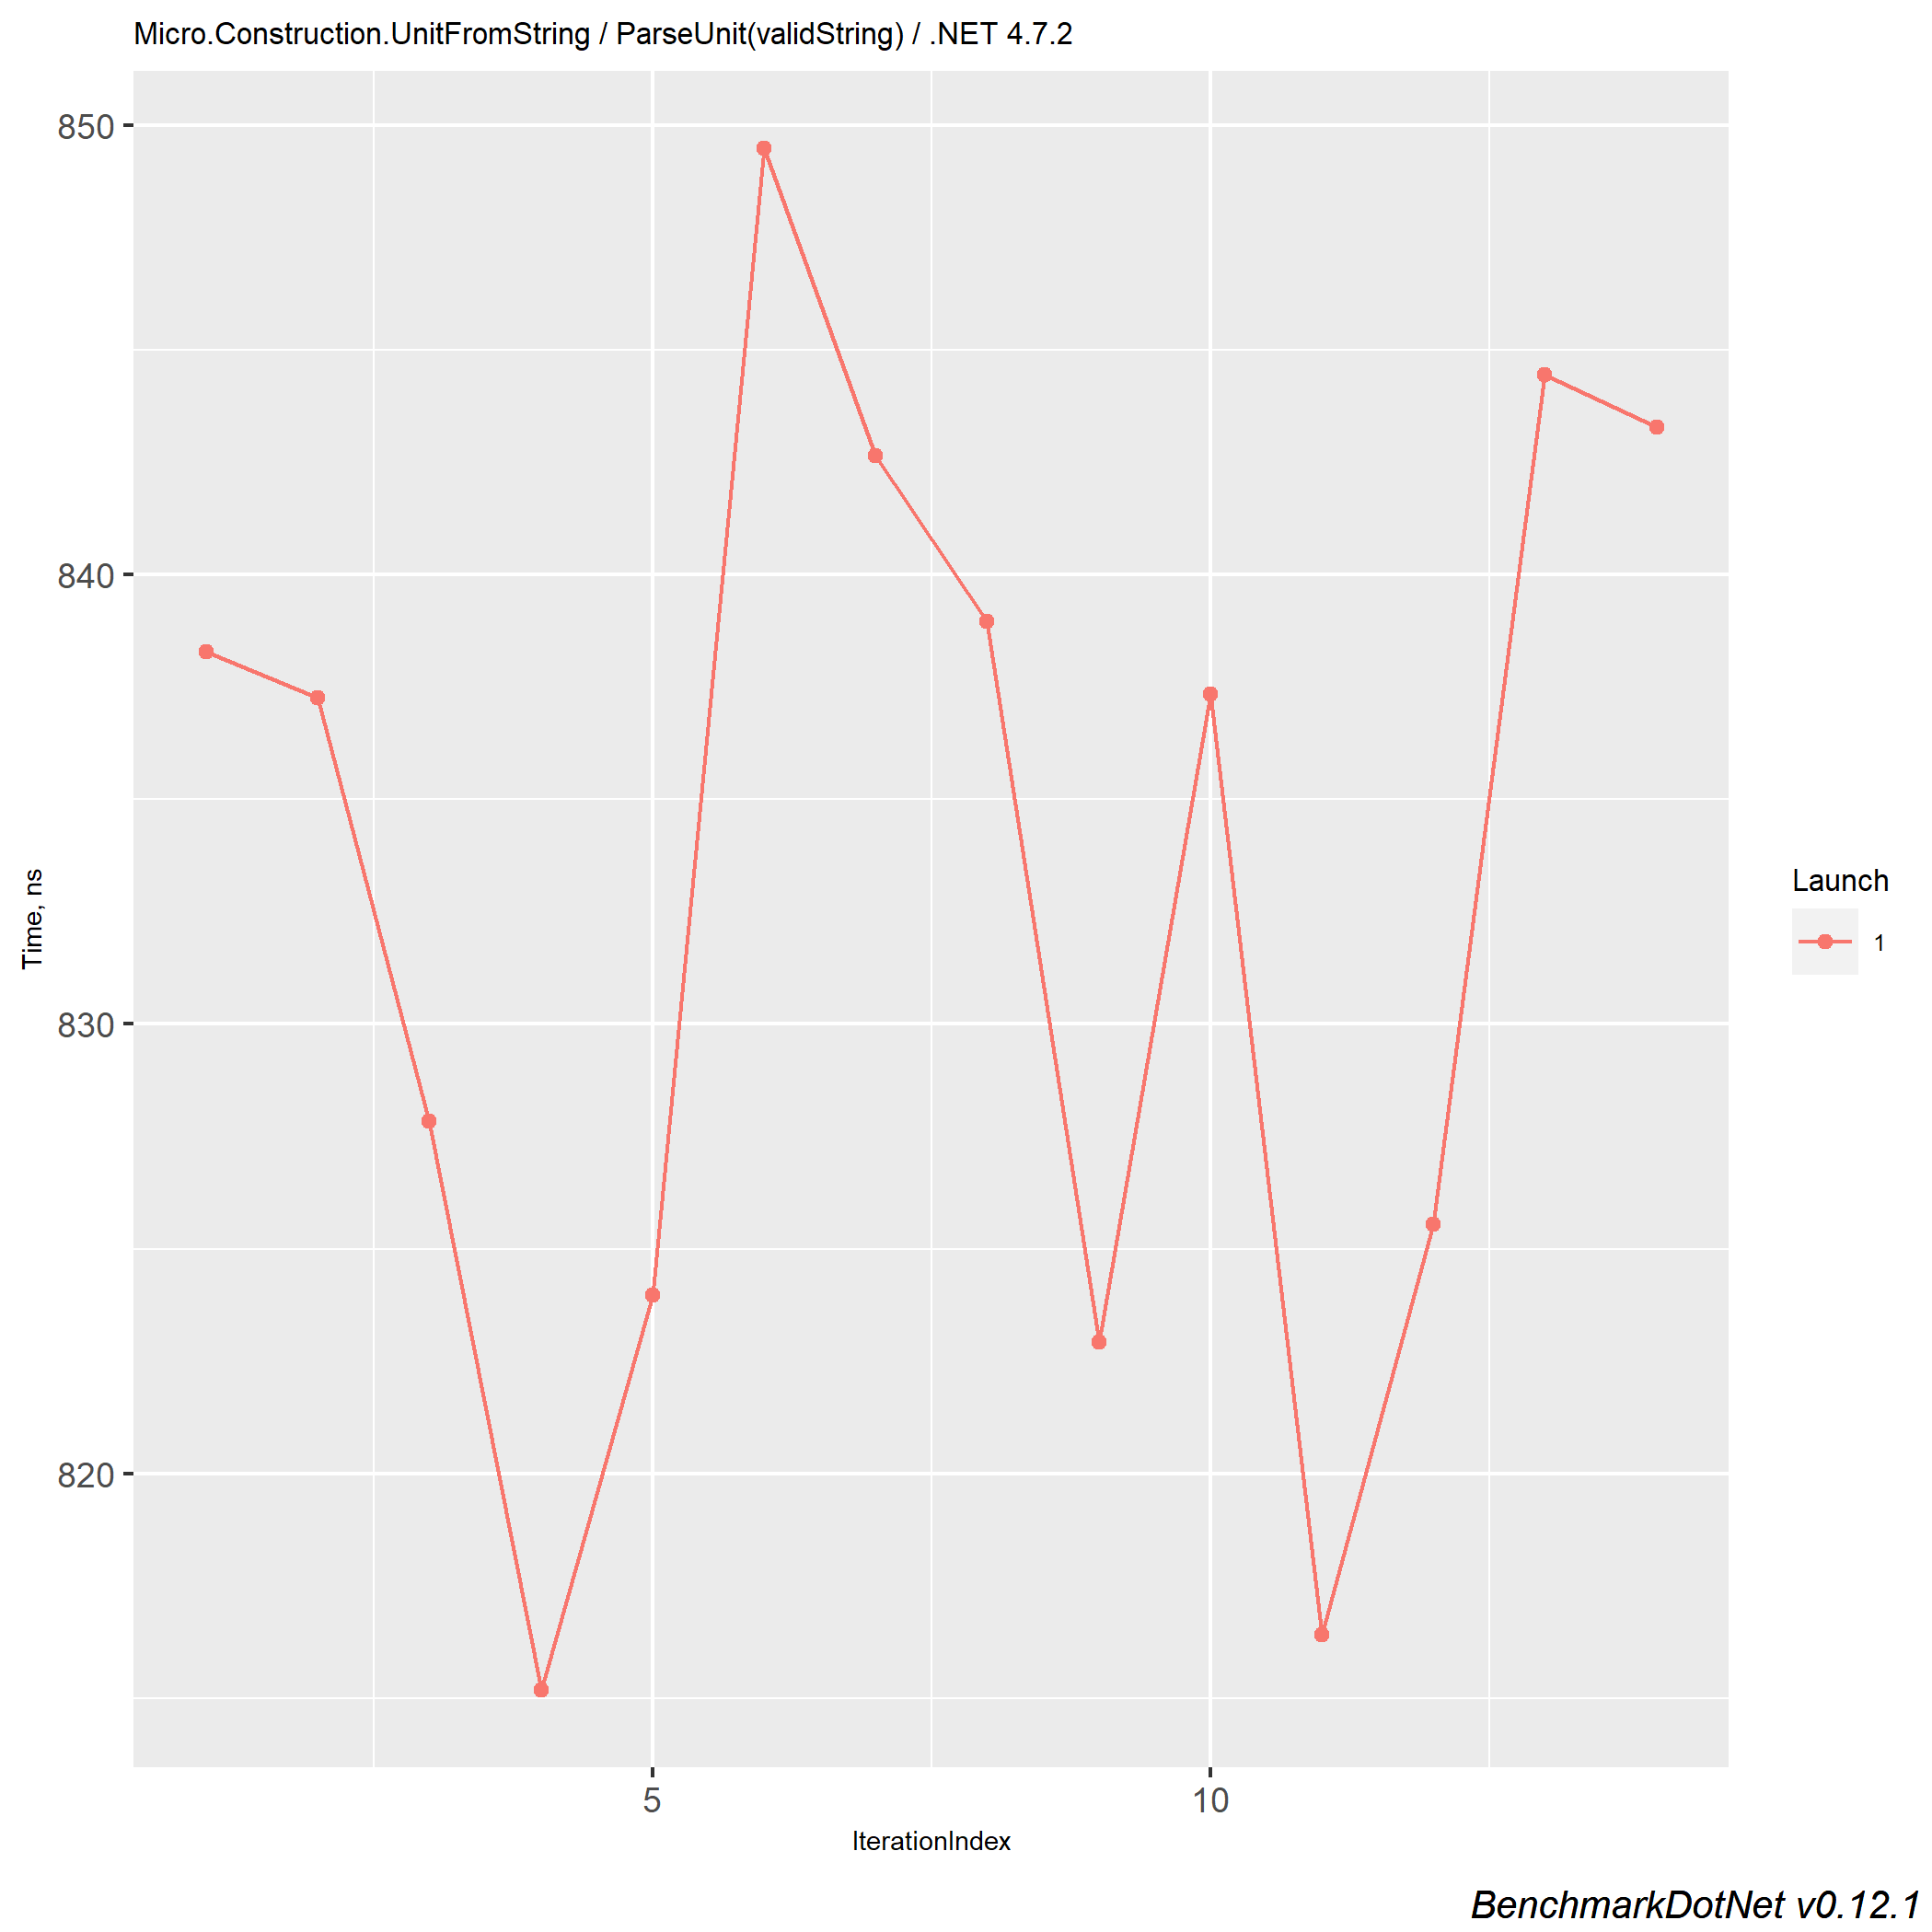 Micro.Construction.UnitFromString / ParseUnit(validString) / .NET 4.7.2
850
840
830
820
Time, ns
5
10
IterationIndex
Launch
1
BenchmarkDotNet v0.12.1